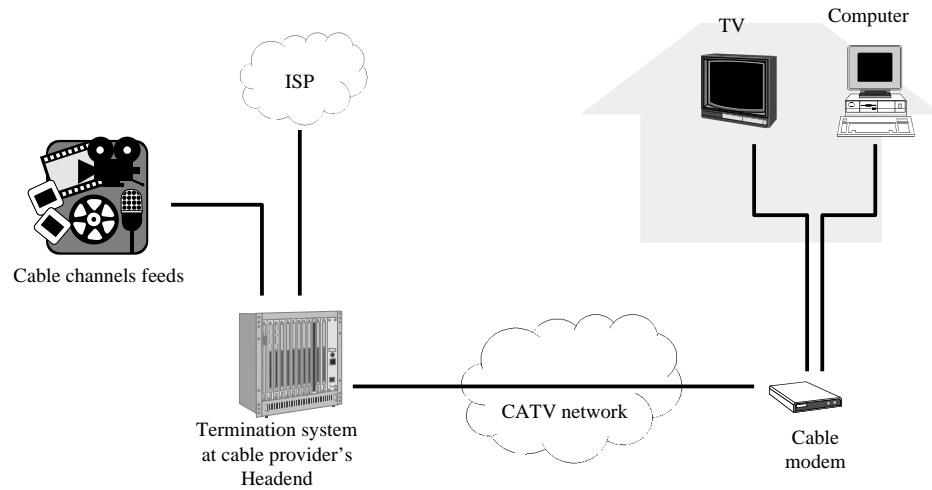 TV
Computer
ISP
Cable channels feeds
CATV network
Termination system
at cable provider's
Headend
Cable
modem